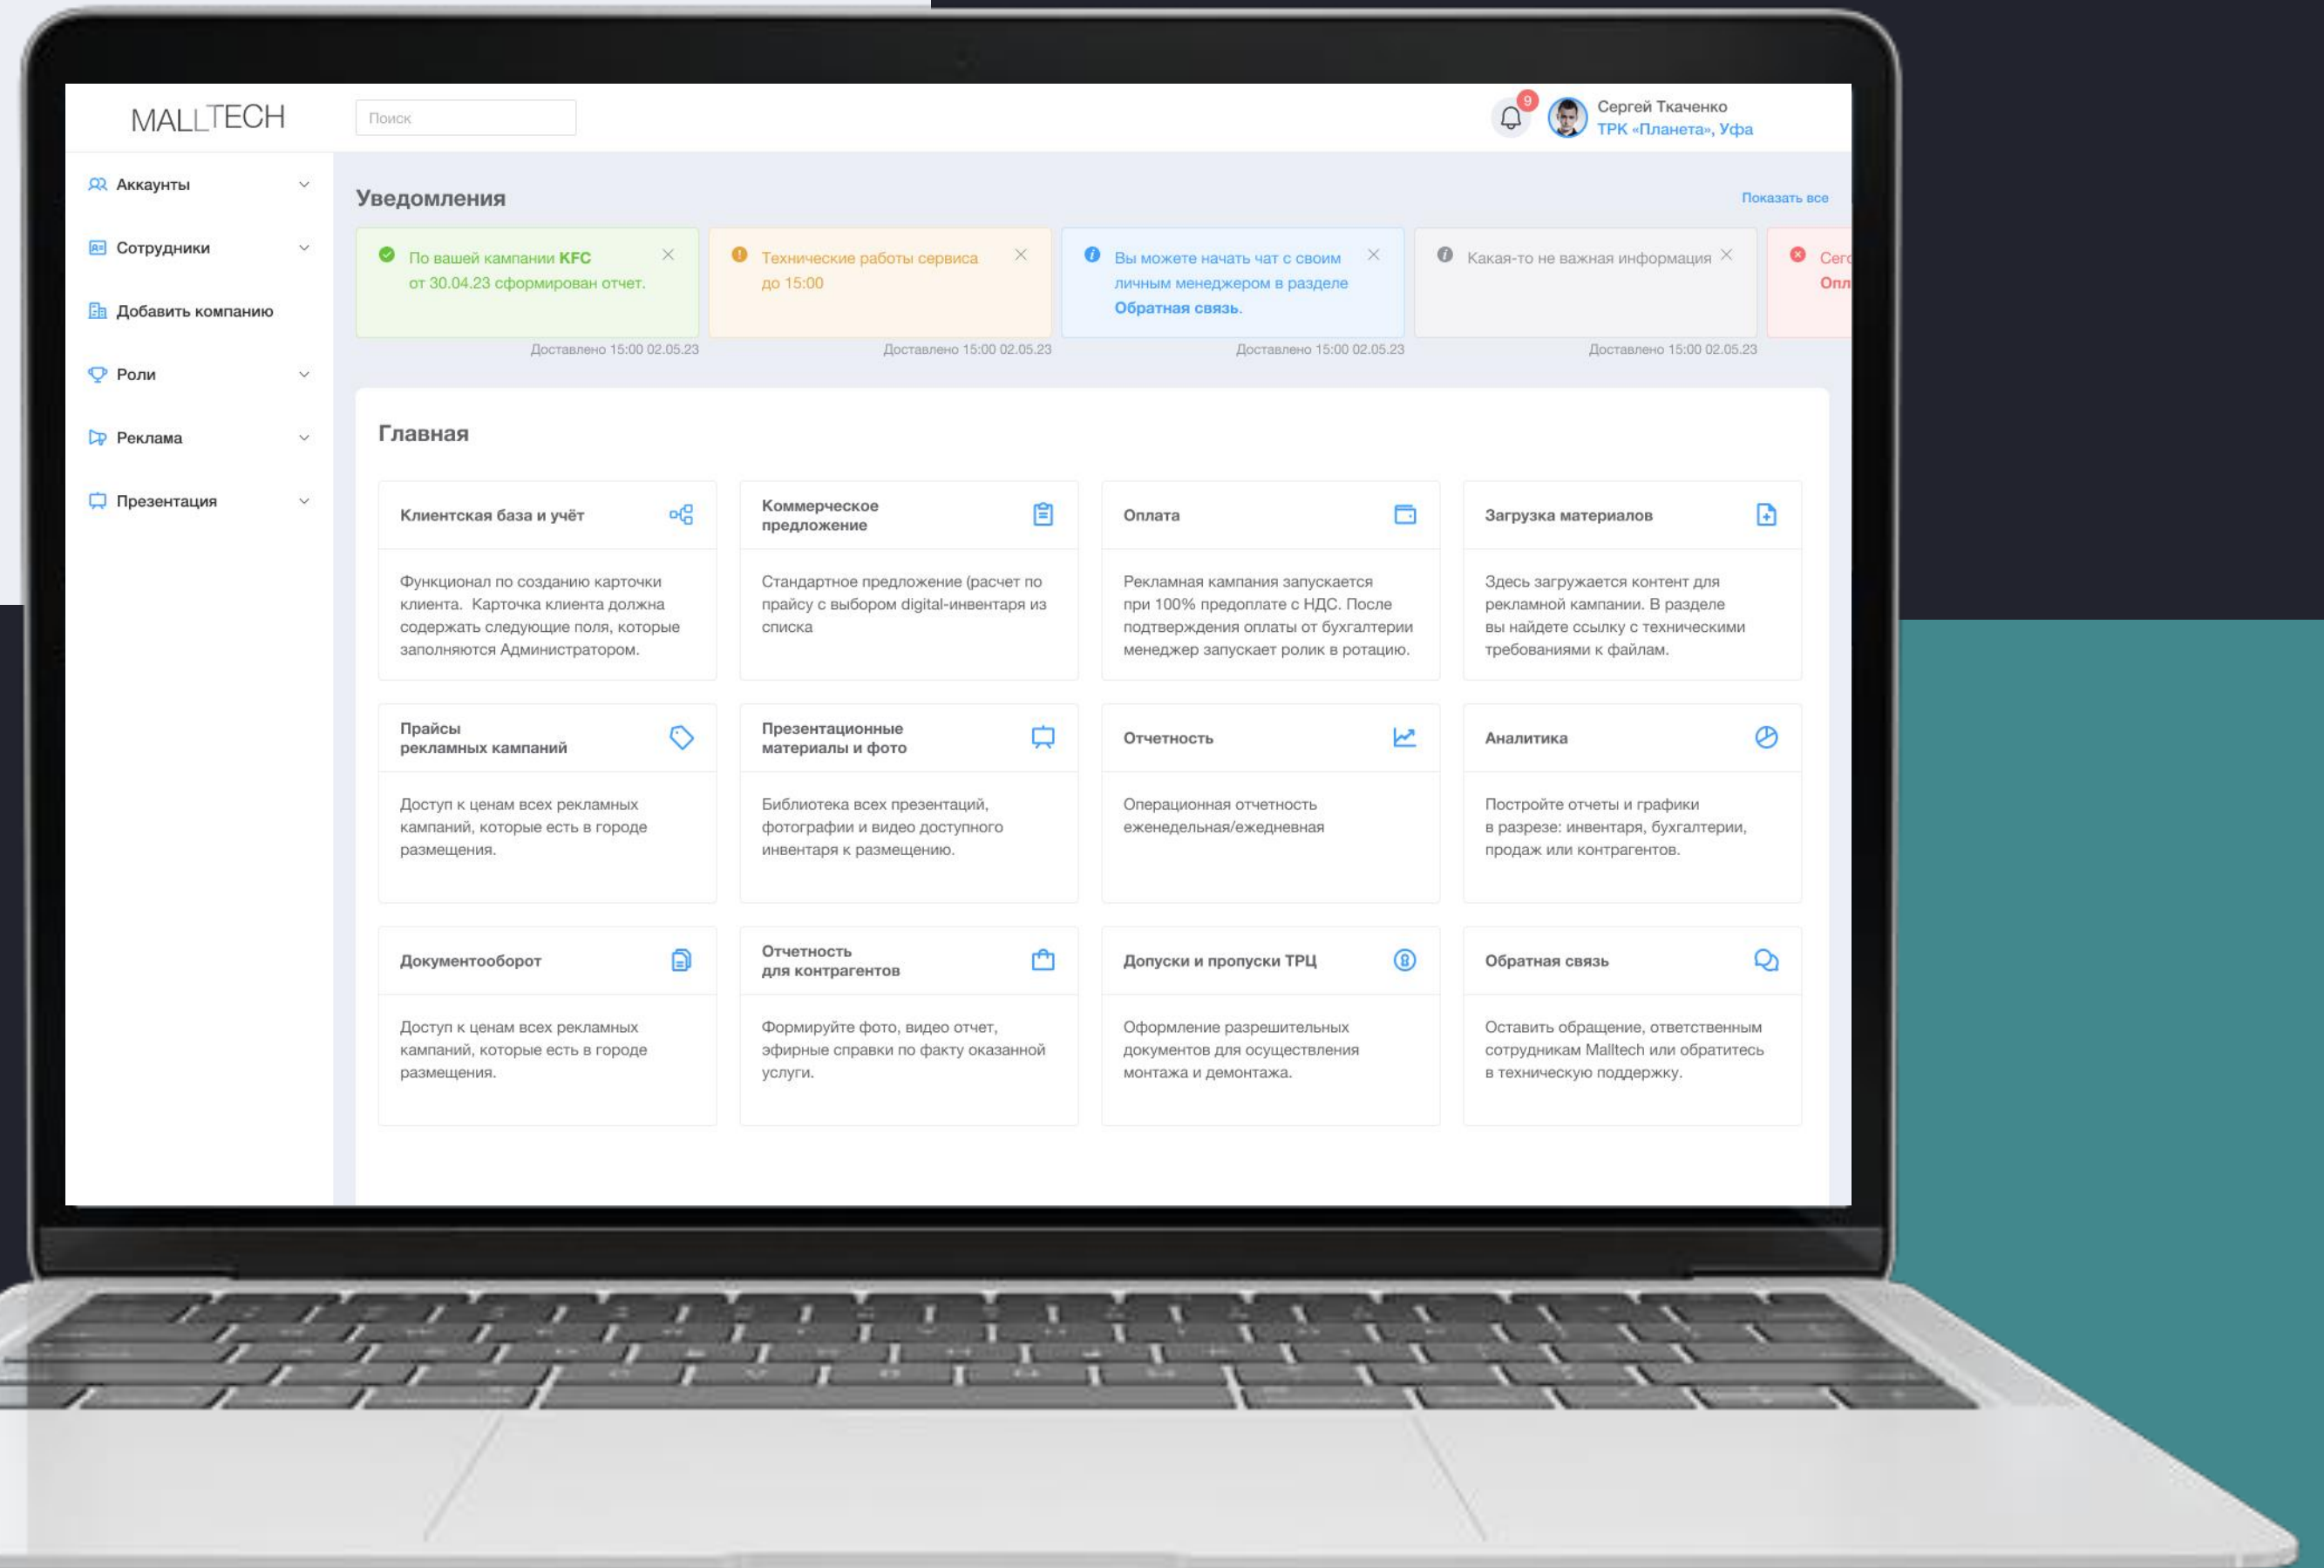 MALLTECH
Поиск
9
Сергей Ткаченко
ТРК «Планета», Уфа
Аккаунты
Сотрудники
Добавить компанию
Роли
Реклама
Презентация
Уведомления
Показать все
По вашей кампании KFC
от 30.04.23 сформирован отчет.
Доставлено 15:00 02.05.23
Технические работы сервиса
до 15:00
Доставлено 15:00 02.05.23
Вы можете начать чат с своим
личным менеджером в разделе
Обратная связь.
Доставлено 15:00 02.05.23
Какая-то не важная информация
Доставлено 15:00 02.05.23
Главная
Клиентская база и учёт
Функционал по созданию карточки
клиента. Карточка клиента должна
содержать следующие поля, которые
заполняются Администратором.
Коммерческое
предложение
Стандартное предложение (расчет по
прайсу с выбором digital-инвентаря из
списка
Оплата
Рекламная кампания запускается
при 100% предоплате с НДС. После
подтверждения оплаты от бухгалтерии
менеджер запускает ролик в ротацию.
Загрузка материалов
Здесь загружается контент для
рекламной кампании. В разделе
вы найдете ссылку с техническими
требованиями к файлам.
Прайсы
рекламных кампаний
Доступ к ценам всех рекламных
кампаний, которые есть в городе
размещения.
Презентационные
материалы и фото
Библиотека всех презентаций,
фотографии и видео доступного
инвентаря к размещению.
Отчетность
Операционная отчетность
еженедельная/ежедневная
Аналитика
Постройте отчеты и графики
в разрезе: инвентаря, бухгалтерии,
продаж или контрагентов.
Документооборот
Доступ к ценам всех рекламных
кампаний, которые есть в городе
размещения.
Отчетность
для контрагентов
Формируйте фото, видео отчет,
эфирные справки по факту оказанной
услуги.
Допуски и пропуски ТРЦ
Оформление разрешительных
документов для осуществления
монтажа и демонтажа.
Обратная связь
Оставить обращение, ответственным
сотрудникам Malltech или обратитесь
в техническую поддержку.